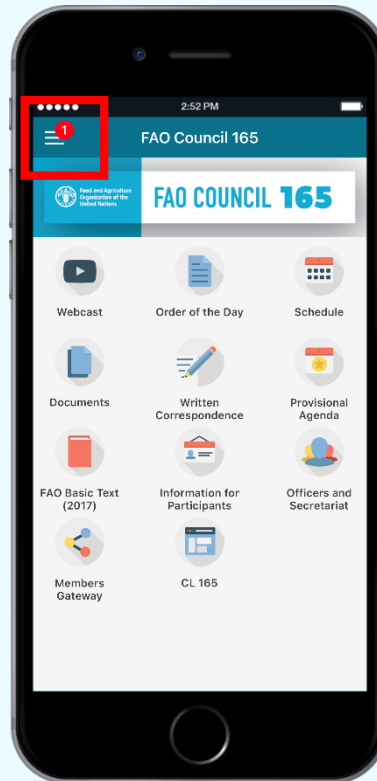 2:52 PM
1
FAO Council 165
Food and Agriculture
Organization of the
United Nations
FAO COUNCIL 165
Webcast
Order of the Day
Schedule
Documents
Written
Correspondence
Provisional
Agenda
FAO Basic Text
(2017)
Information for
Participants
Officers and
Secretariat
Members
Gateway
CL 165